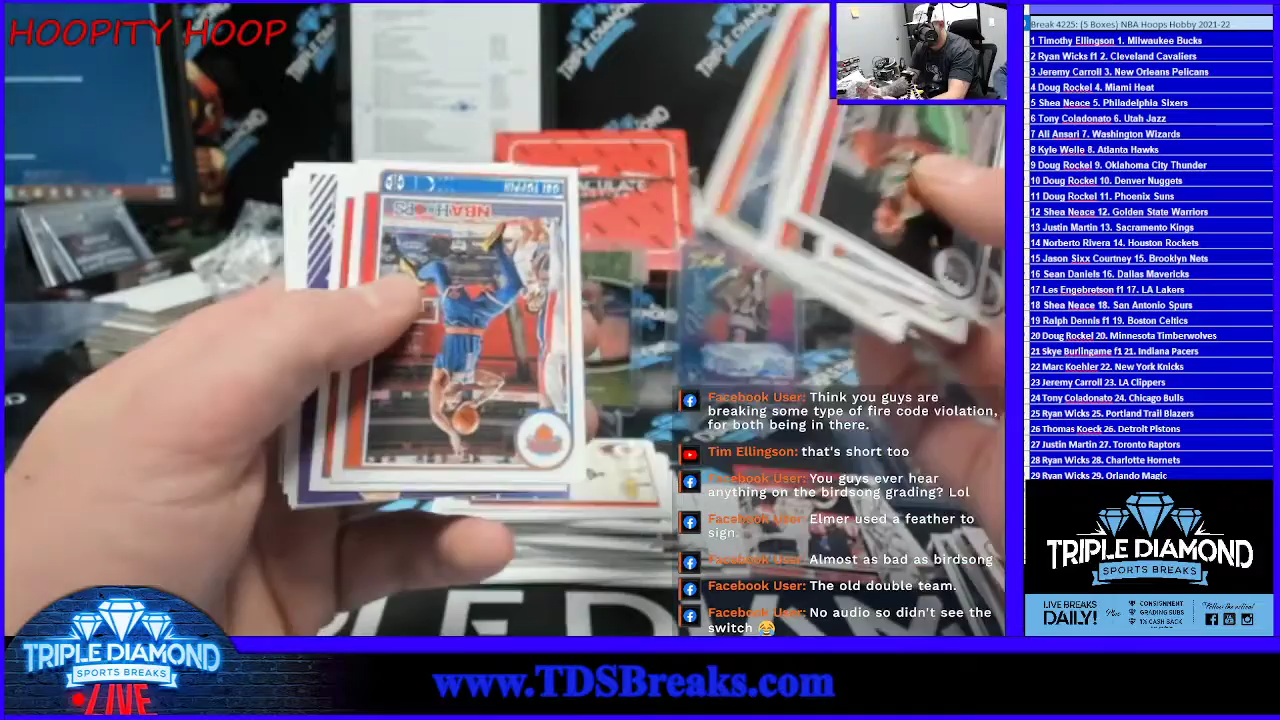 HOOPITY HOOP
TRIPLE DIAMOND
NBA HOOPS
OBI TOPPIN
Facebook User: Think you guys are
breaking some type of fire code violation,
for both being in there.
Tim Ellingson: that's short too
Facebook User: You guys ever hear
anything on the birdsong grading? Lol
Facebook User: Elmer used a feather to
sign.
Facebook User: Almost as bad as birdsong
Facebook User: The old double team.
Facebook User: No audio so didn't see the
switch 😂
Break 4225: (5 Boxes) NBA Hoops Hobby 2021-22
1 Timothy Ellingson 1. Milwaukee Bucks
2 Ryan Wicks f1 2. Cleveland Cavaliers
3 Jeremy Carroll 3. New Orleans Pelicans
4 Doug Rockel 4. Miami Heat
5 Shea Neace 5. Philadelphia Sixers
6 Tony Coladonato 6. Utah Jazz
7 Ali Ansari 7. Washington Wizards
8 Kyle Welle 8. Atlanta Hawks
9 Doug Rockel 9. Oklahoma City Thunder
10 Doug Rockel 10. Denver Nuggets
11 Doug Rockel 11. Phoenix Suns
12 Shea Neace 12. Golden State Warriors
13 Justin Martin 13. Sacramento Kings
14 Norberto Rivera 14. Houston Rockets
15 Jason Sixx Courtney 15. Brooklyn Nets
16 Sean Daniels 16. Dallas Mavericks
17 Les Engebretson f1 17. LA Lakers
18 Shea Neace 18. San Antonio Spurs
19 Ralph Dennis f1 19. Boston Celtics
20 Doug Rockel 20. Minnesota Timberwolves
21 Skye Burlingame f1 21. Indiana Pacers
22 Marc Koehler 22. New York Knicks
23 Jeremy Carroll 23. LA Clippers
24 Tony Coladonato 24. Chicago Bulls
25 Ryan Wicks 25. Portland Trail Blazers
26 Thomas Koeck 26. Detroit Pistons
27 Justin Martin 27. Toronto Raptors
28 Ryan Wicks 28. Charlotte Hornets
29 Ryan Wicks 29. Orlando Magic
TRIPLE DIAMOND
SPORTS BREAKS
LIVE BREAKS
DAILY!
Plus
CONSIGNMENT
GRADING SUBS
1% CASH BACK
TRIPLE DIAMOND
SPORTS BREAKS
LIVE
www.TDSBreaks.com